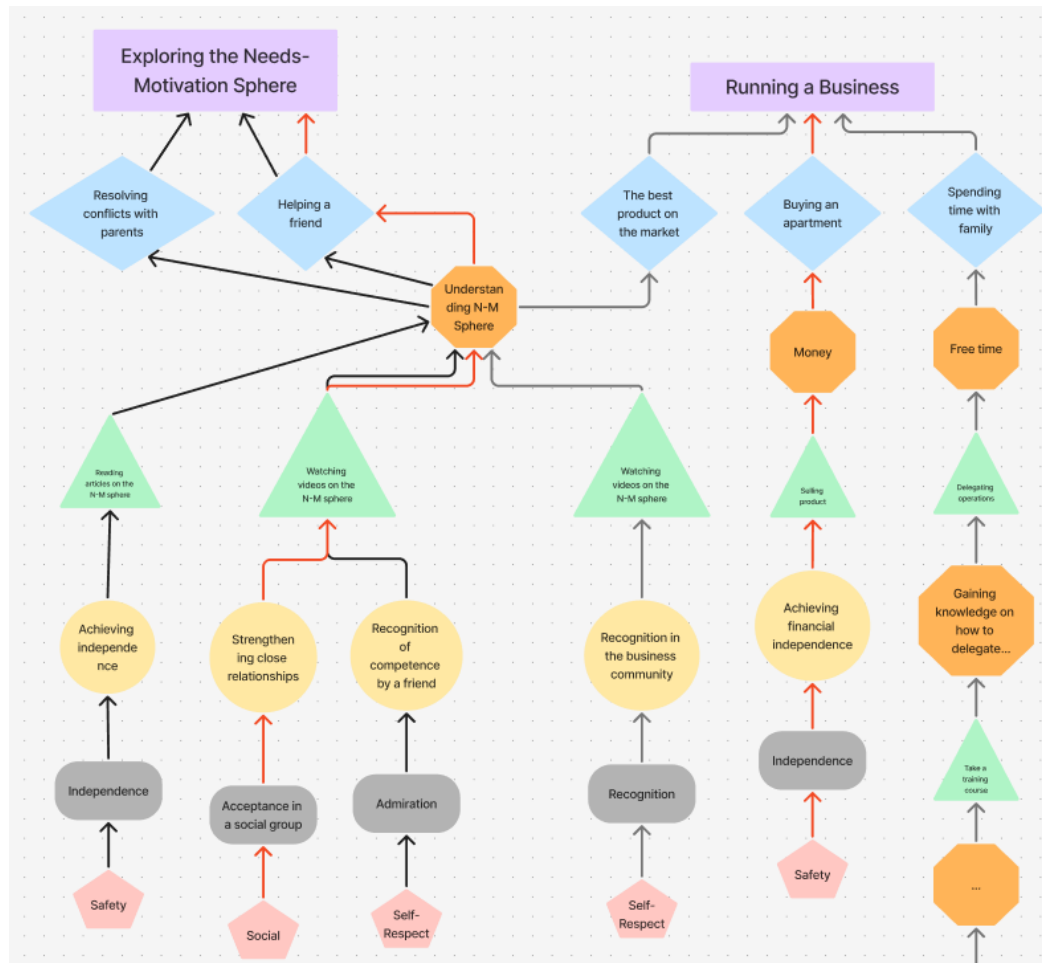 Exploring the Needs-
Motivation Sphere
Running a Business
Resolving
conflicts with
parents
Helping a
friend
The best
product on
the market
Buying an
apartment
Spending
time with
family
Understan
ding N-M
Sphere
Money
Free time
Reading
articles on the
N-M sphere
Watching
videos on the
N-M sphere
Watching
videos on the
N-M sphere
Selling
product
Delegating
operations
Achieving
independe
nce
Strengthen
ing close
relationships
Recognition
of
competence
by a friend
Recognition in
the business
community
Achieving
financial
independence
Gaining
knowledge on
how to
delegate...
Independence
Acceptance in
a social group
Admiration
Recognition
Independence
Take a
training
course
Safety
Social
Self-
Respect
Self-
Respect
Safety
...